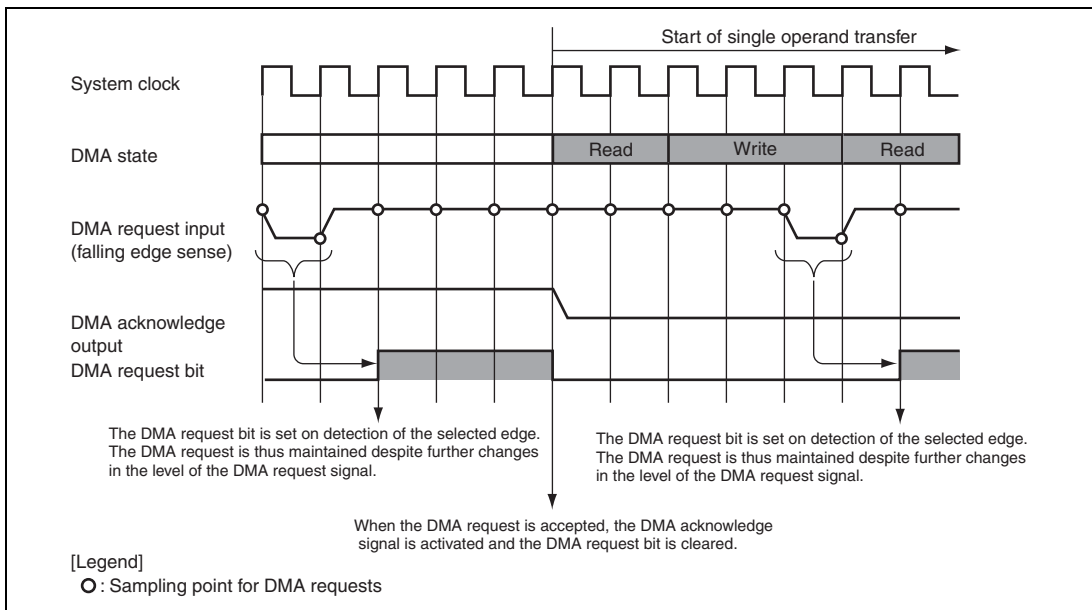 Start of single operand transfer
System clock
DMA state
Read
Write
Read
DMA request input
(falling edge sense)
DMA acknowledge
output
DMA request bit
The DMA request bit is set on detection of the selected edge.
The DMA request is thus maintained despite further changes
in the level of the DMA request signal.
The DMA request bit is set on detection of the selected edge.
The DMA request is thus maintained despite further changes
in the level of the DMA request signal.
When the DMA request is accepted, the DMA acknowledge
signal is activated and the DMA request bit is cleared.
[Legend]
: Sampling point for DMA requests